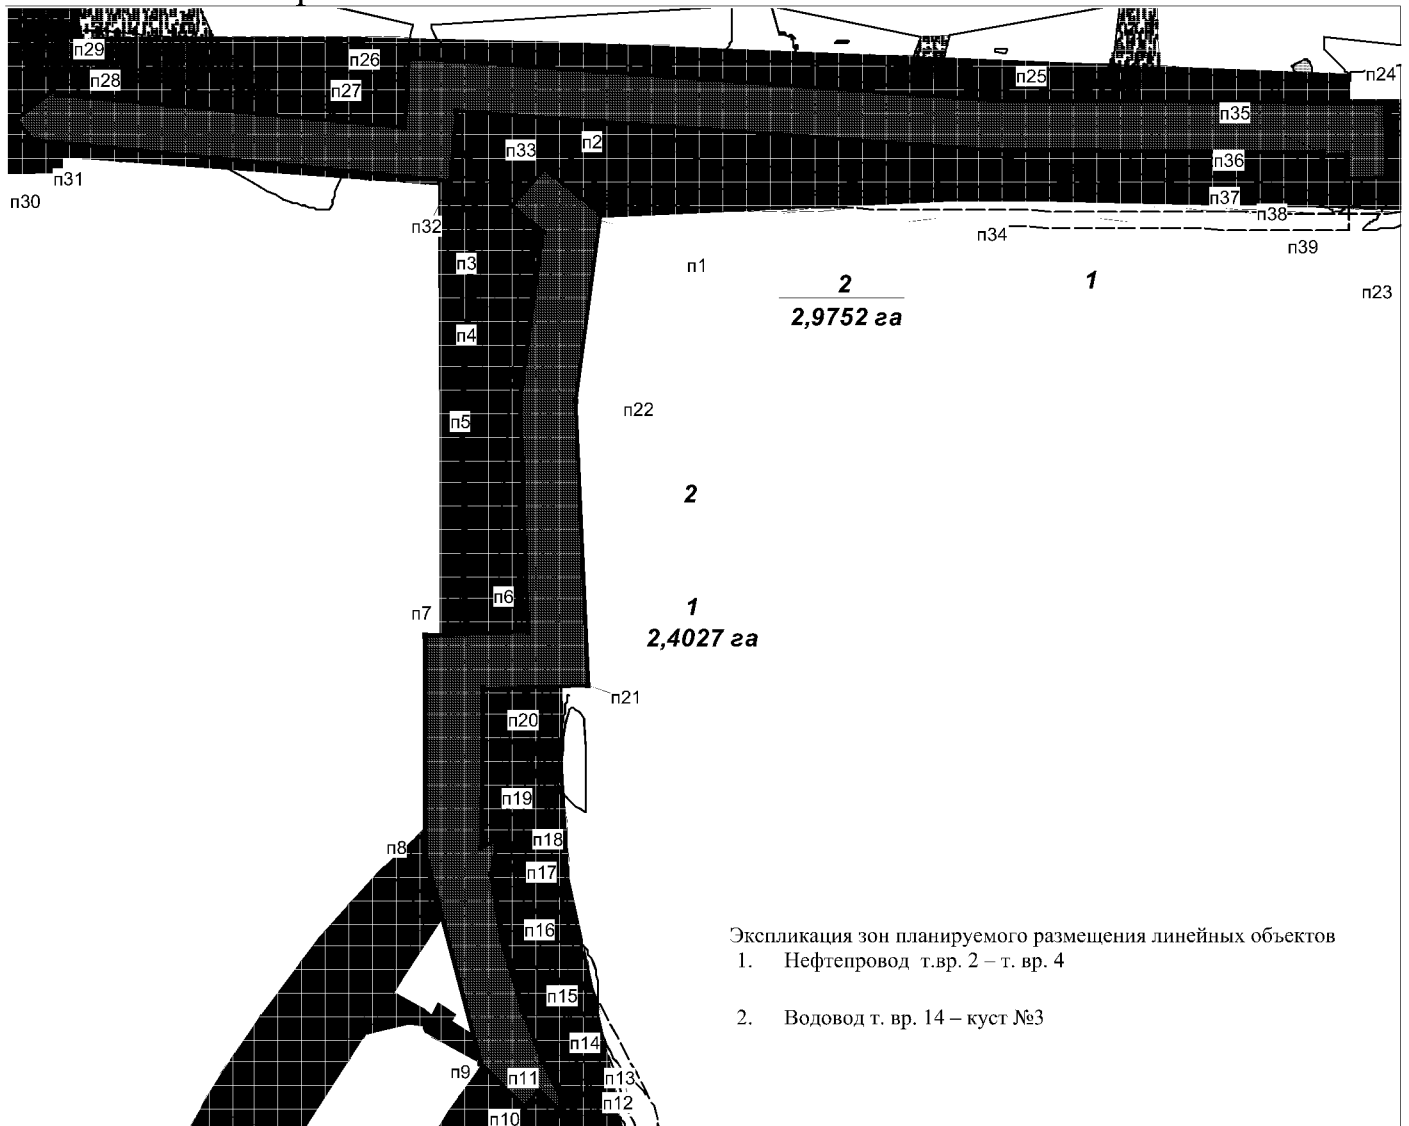 п29
п26
п28
п27
п25
п24
п35
п2
п33
п36
п31
п30
п37
п38
п32
п34
п39
п3
п1
2
2,9752 га
1
п23
п4
п22
п5
2
п6
п7
1
2,4027 га
п21
п20
п19
п18
п8
п17
п16
Экспликация зон планируемого размещения линейных объектов
1. Нефтепровод т.вр. 2 – т. вр. 4
2. Водовод т. вр. 14 – куст №3
п15
п14
п9
п11
п13
п12
п10